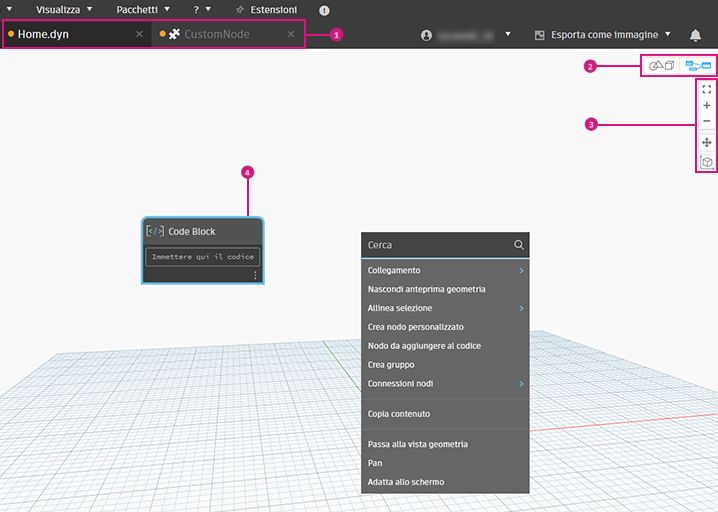 Visualizza Pacchetti ? Estensioni
Home.dyn CustomNode 1 Esporta come immagine
2
3
4
Code Block
Immettere qui il codice
Cerca
Collegamento
Nascondi anteprima geometria
Allinea selezione
Crea nodo personalizzato
Nodo da aggiungere al codice
Crea gruppo
Connessioni nodi
Copia contenuto
Passa alla vista geometria
Pan
Adatta allo schermo